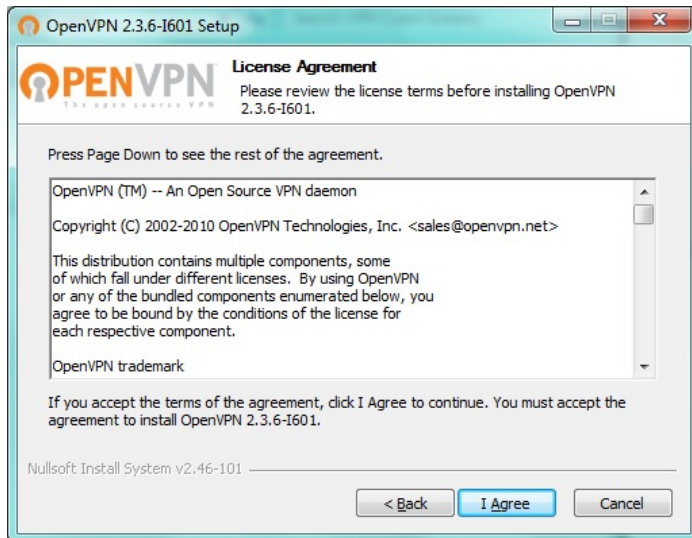 OpenVPN 2.3.6-I601 Setup
OPENVPN
The open source VPN
License Agreement
Please review the license terms before installing OpenVPN
2.3.6-I601.
Press Page Down to see the rest of the agreement.
OpenVPN (TM) -- An Open Source VPN daemon
Copyright (C) 2002-2010 OpenVPN Technologies, Inc. <sales@openvpn.net>
This distribution contains multiple components, some
of which fall under different licenses.  By using OpenVPN
or any of the bundled components enumerated below, you
agree to be bound by the conditions of the license for
each respective component.
OpenVPN trademark
If you accept the terms of the agreement, click I Agree to continue. You must accept the
agreement to install OpenVPN 2.3.6-I601.
Nullsoft Install System v2.46-101
< Back
I Agree
Cancel